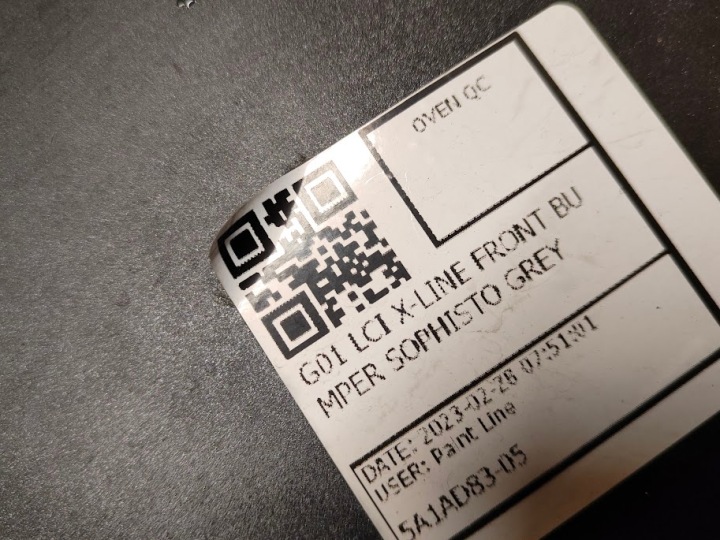 OVEN QC
G01 LCI X-LINE FRONT BU
MPER SOPHISTO GREY
DATE: 2023-02-28 07:51:01
USER: Paint Line
5A1AD83-05